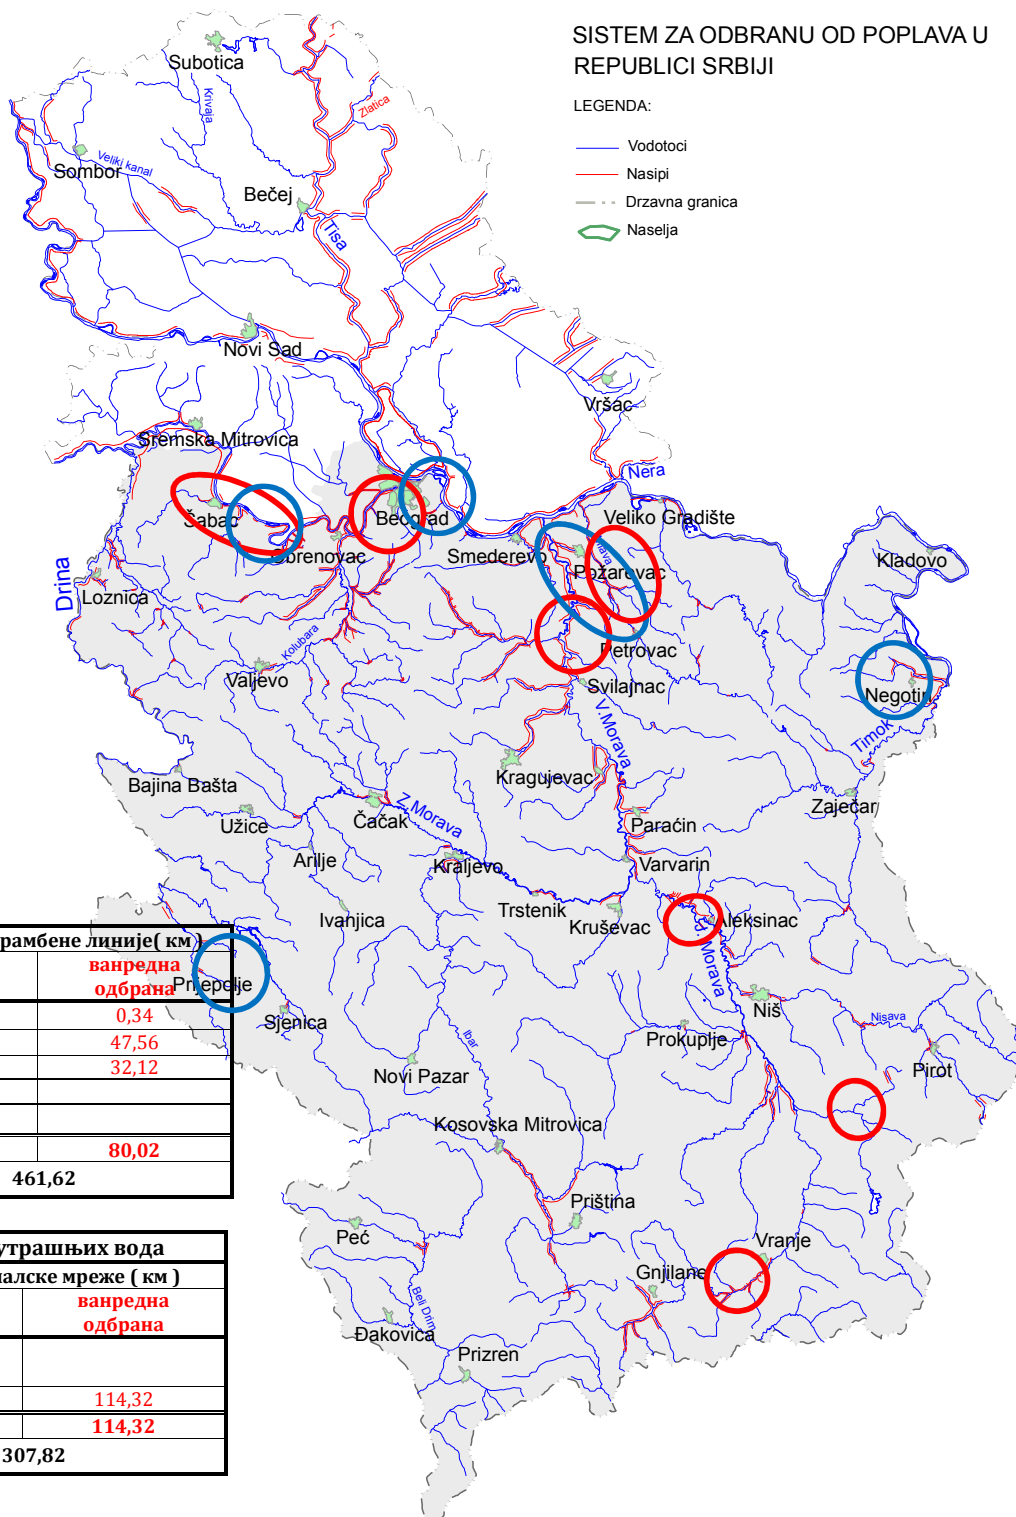 SISTEM ZA ODBRANU OD POPLAVA U
REPUBLICI SRBIJI
LEGENDA:
Vodotoci
Nasipi
Drzavna granica
Naselja
Subotica
Krivaja
Zlatica
Sombor
Veliki kanal
Bečej
Tisa
Novi Sad
Vršac
Sremska Mitrovica
Nera
Šabac
Beograd
Veliko Gradište
Obrenovac
Smederevo
Kladovo
Požarevac
Drina
Loznica
Kolubara
Petrovac
Valjevo
Svilajnac
Negotin
V.Morava
Timok
Kragujevac
Bajina Bašta
Zaječar
Užice
Čačak
Z.Morava
Paraćin
Arilje
Kraljevo
Varvarin
Ivanjica
Trstenik
Kruševac
Aleksinac
J.Morava
Prijepolje
Sjenica
Niš
Nisava
Ibar
Prokuplje
Pirot
Novi Pazar
Kosovska Mitrovica
Priština
Peć
Vranje
Gnjilane
Beli Drim
Đakovica
Prizren
рамбене линије( км )
ванредна
одбрана
0,34
47,56
32,12
80,02
461,62
утрашњих вода
налске мреже ( км )
ванредна
одбрана
114,32
114,32
307,82